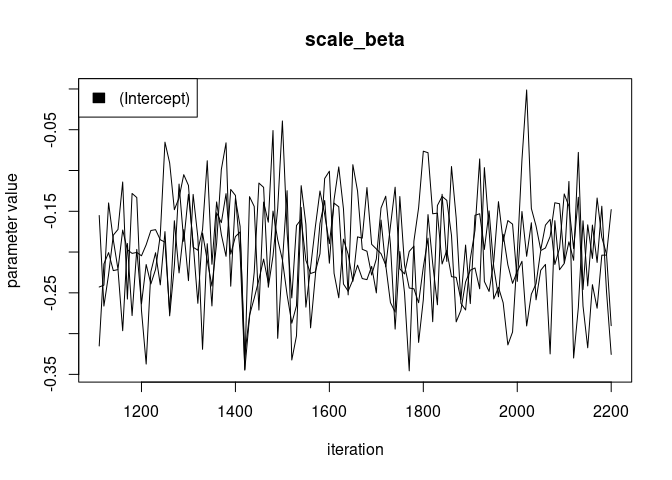 scale_beta
(Intercept)
parameter value
-0.05
-0.15
-0.25
-0.35
1200 1400 1600 1800 2000 2200
iteration